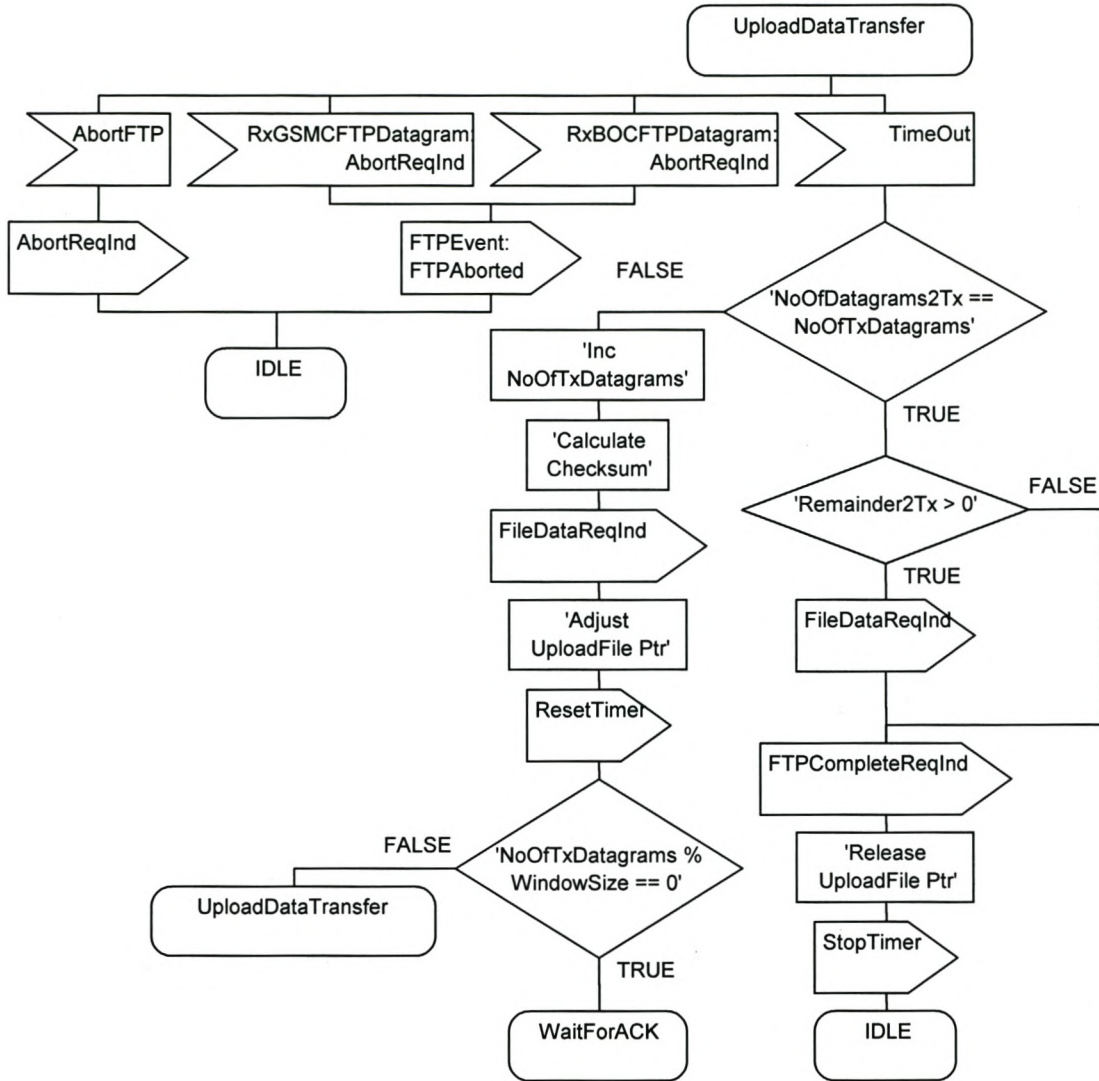 UploadDataTransfer
AbortFTP
RxGSMCFTPDatagram:
AbortReqInd
RxBOCFTPDatagram:
AbortReqInd
TimeOut
AbortReqInd
FTPEvent:
FTPAborted
FALSE
'NoOfDatagrams2Tx ==
NoOfTxDatagrams'
IDLE
'Inc
NoOfTxDatagrams'
TRUE
'Calculate
Checksum'
'Remainder2Tx > 0'
FALSE
FileDataReqInd
TRUE
FileDataReqInd
'Adjust
UploadFile Ptr'
ResetTimer
FTPCompleteReqInd
FALSE
'NoOfTxDatagrams %
WindowSize == 0'
'Release
UploadFile Ptr'
UploadDataTransfer
StopTimer
TRUE
WaitForACK
IDLE